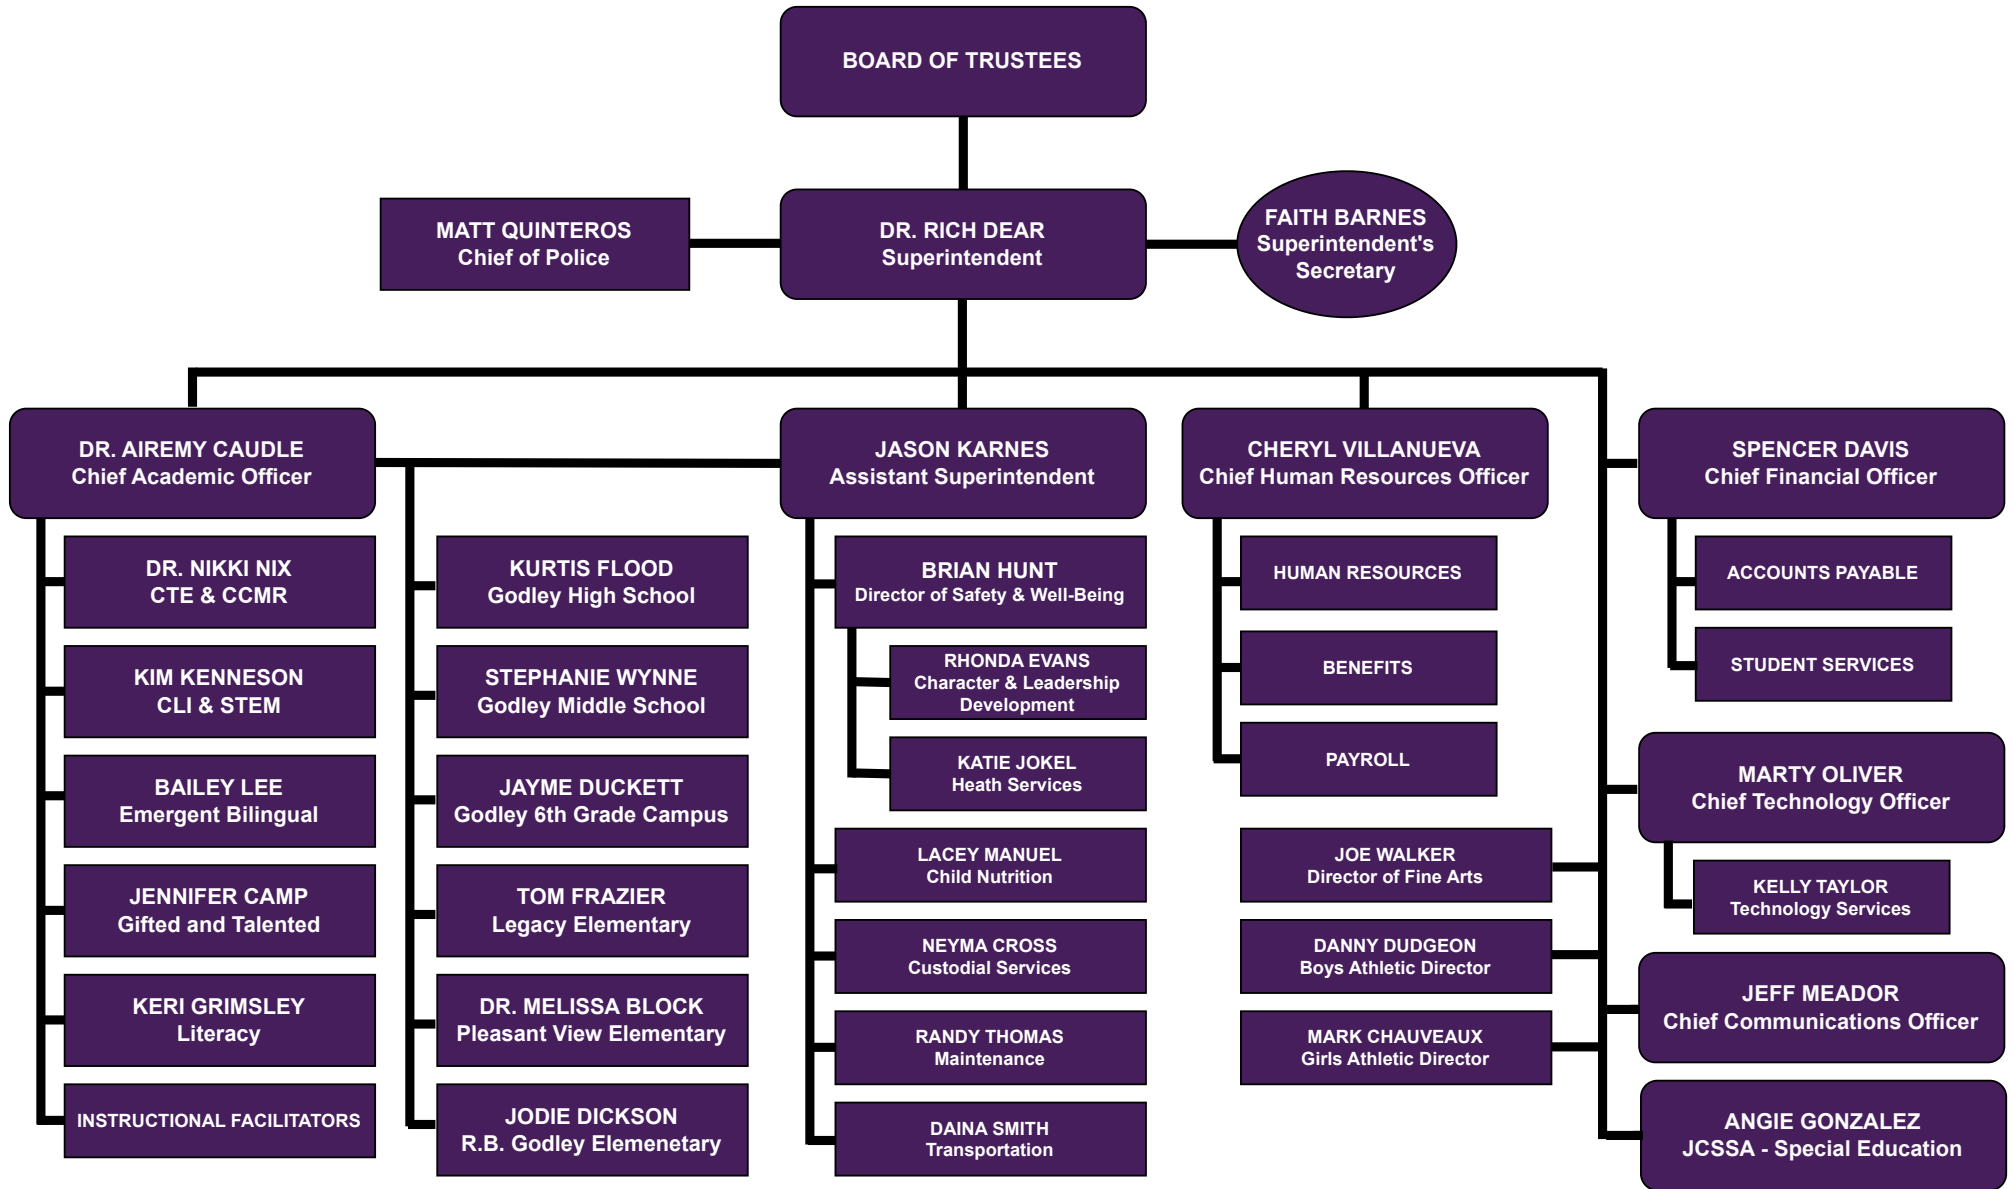 BOARD OF TRUSTEES
MATT QUINTEROS
Chief of Police
DR. RICH DEAR
Superintendent
FAITH BARNES
Superintendent's
Secretary
DR. AIREMY CAUDLE
Chief Academic Officer
JASON KARNES
Assistant Superintendent
CHERYL VILLANUEVA
Chief Human Resources Officer
SPENCER DAVIS
Chief Financial Officer
DR. NIKKI NIX
CTE & CCMR
KIM KENNESON
CLI & STEM
BAILEY LEE
Emergent Bilingual
JENNIFER CAMP
Gifted and Talented
KERI GRIMSLEY
Literacy
INSTRUCTIONAL FACILITATORS
KURTIS FLOOD
Godley High School
STEPHANIE WYNNE
Godley Middle School
JAYME DUCKETT
Godley 6th Grade Campus
TOM FRAZIER
Legacy Elementary
DR. MELISSA BLOCK
Pleasant View Elementary
JODIE DICKSON
R.B. Godley Elemenetary
BRIAN HUNT
Director of Safety & Well-Being
RHONDA EVANS
Character & Leadership
Development
KATIE JOKEL
Heath Services
LACEY MANUEL
Child Nutrition
NEYMA CROSS
Custodial Services
RANDY THOMAS
Maintenance
DAINA SMITH
Transportation
HUMAN RESOURCES
BENEFITS
PAYROLL
JOE WALKER
Director of Fine Arts
DANNY DUDGEON
Boys Athletic Director
MARK CHAUVEAUX
Girls Athletic Director
ACCOUNTS PAYABLE
STUDENT SERVICES
MARTY OLIVER
Chief Technology Officer
KELLY TAYLOR
Technology Services
JEFF MEADOR
Chief Communications Officer
ANGIE GONZALEZ
JCSSA - Special Education